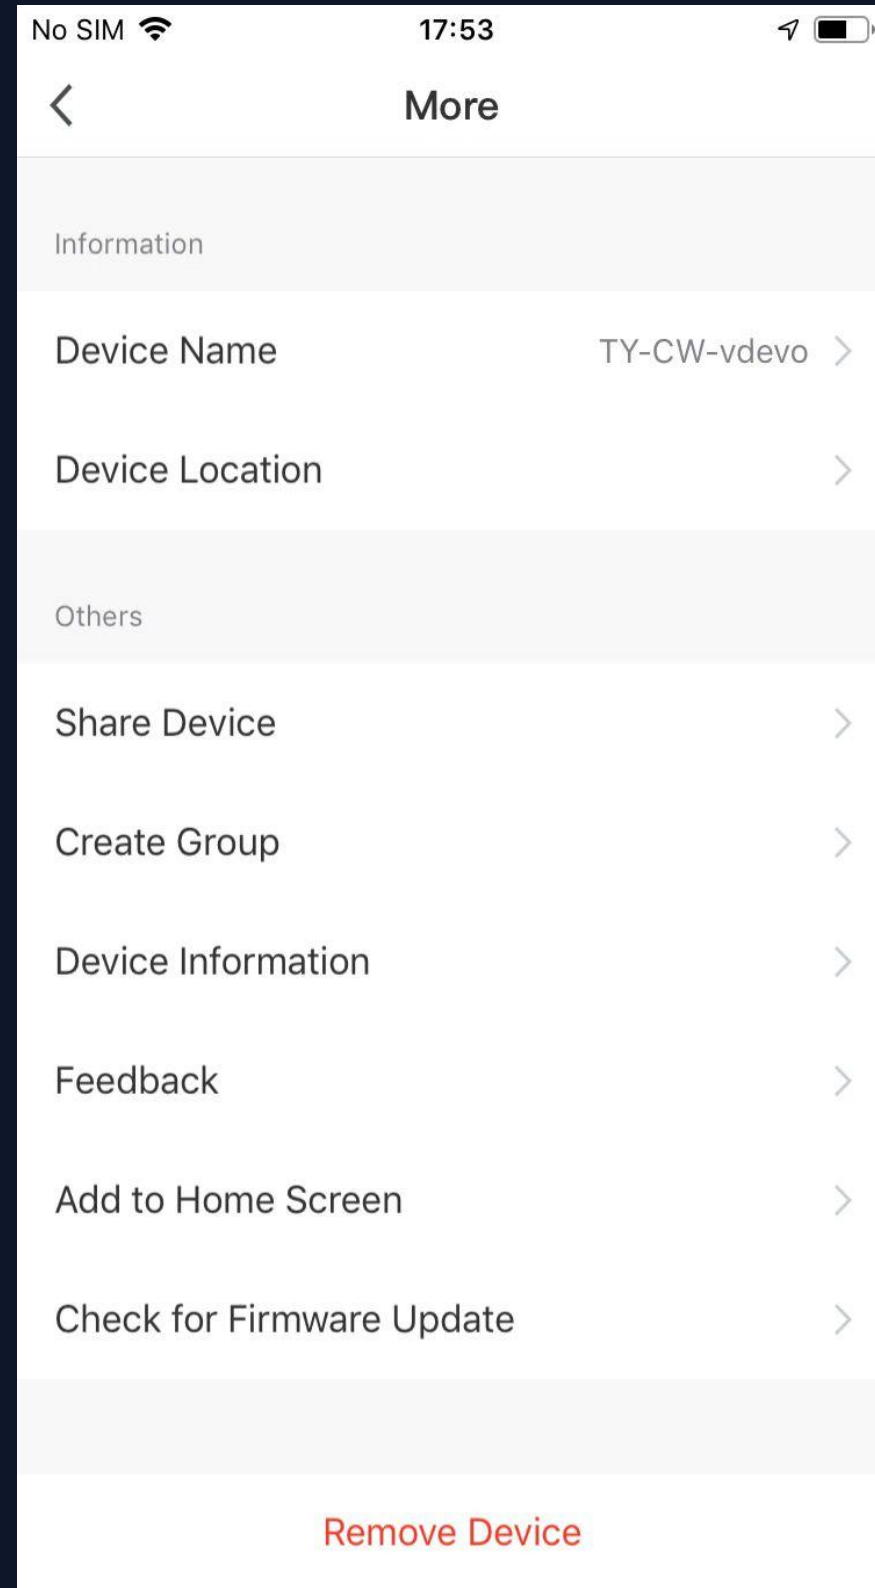 No SIM 17:53
More
Information
Device Name TY-CW-vdevo
Device Location
Others
Share Device
Create Group
Device Information
Feedback
Add to Home Screen
Check for Firmware Update
Remove Device